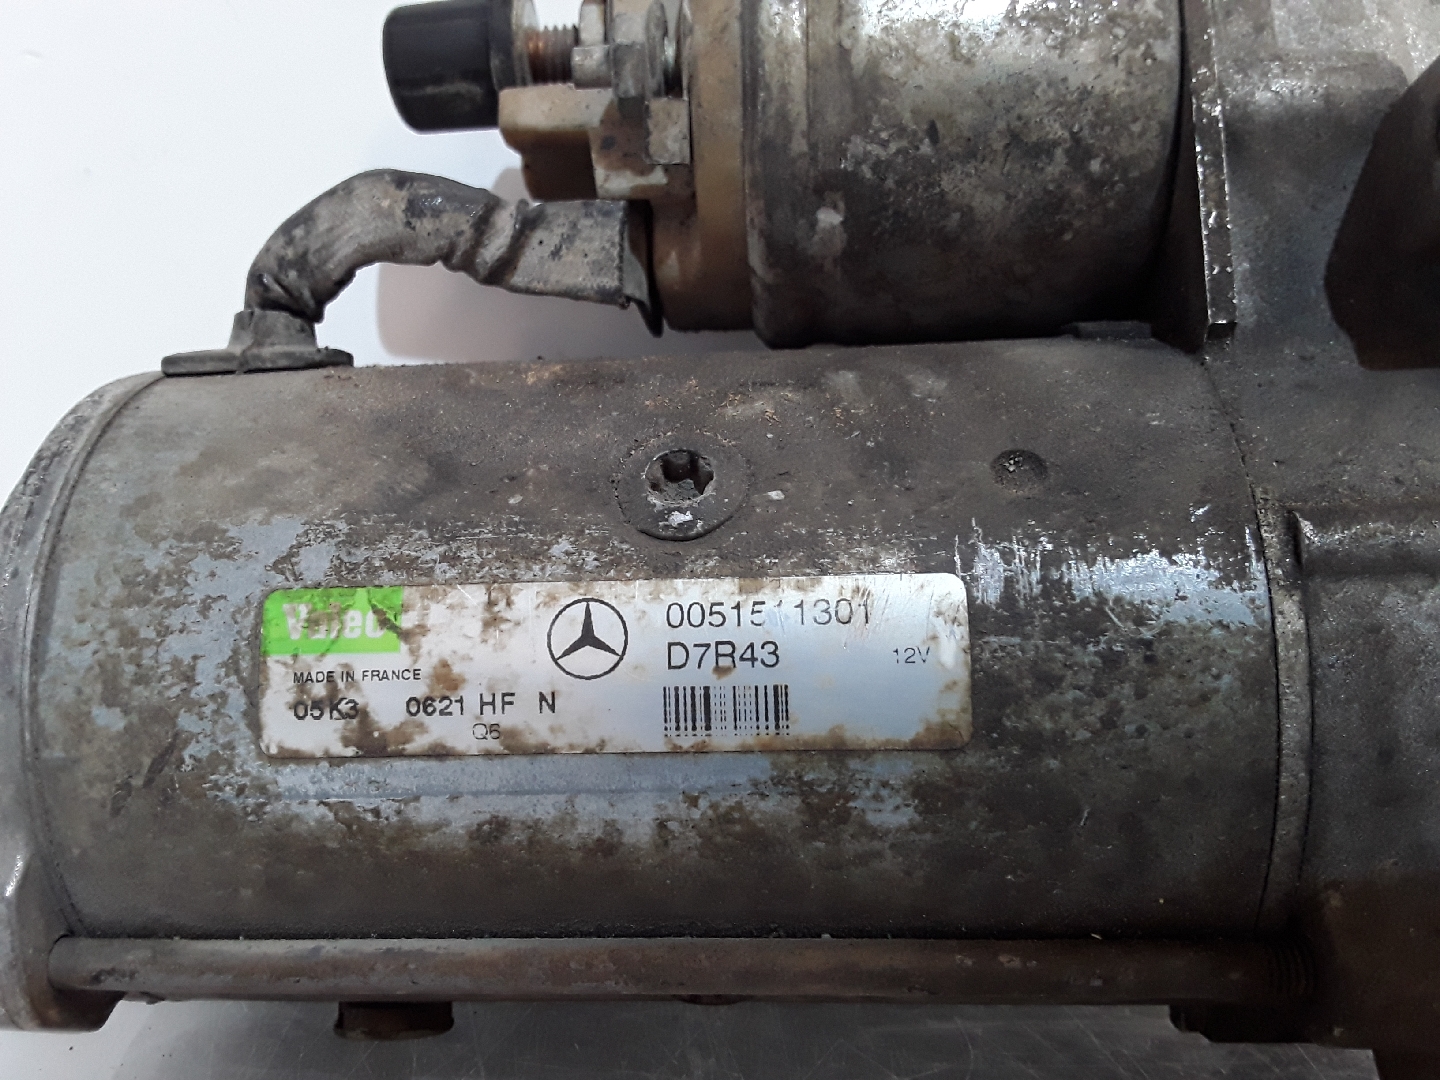 Valeo
0051511301
D7R43
12V
MADE IN FRANCE
05K3 0621 HF N
Q6